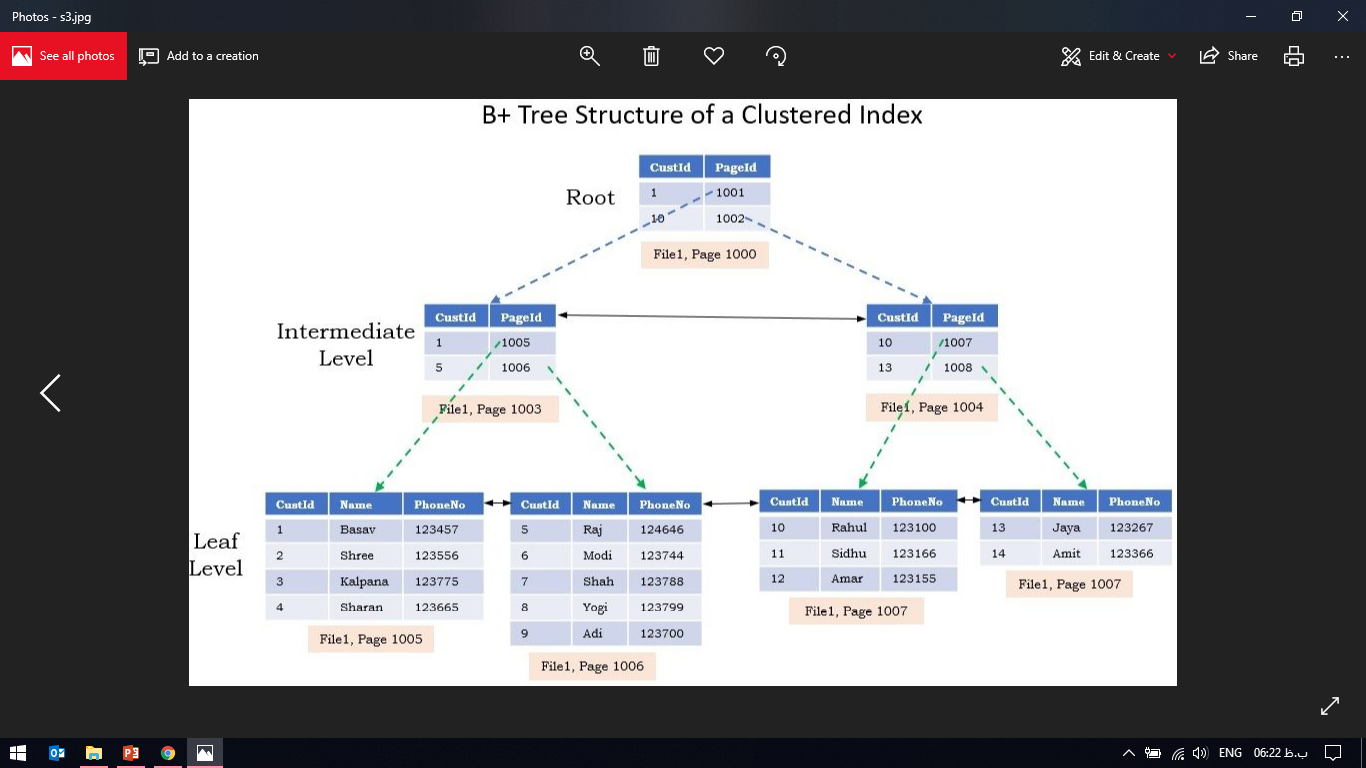 Photos - s3.jpg
See all photos
Add to a creation
Edit & Create
Share
B+ Tree Structure of a Clustered Index
Root
CustId PageId
1 1001
10 1002
File1, Page 1000
Intermediate
Level
CustId PageId
1 1005
5 1006
File1, Page 1003
CustId PageId
10 1007
13 1008
File1, Page 1004
Leaf
Level
CustId Name PhoneNo
1 Basav 123457
2 Shree 123556
3 Kalpana 123775
4 Sharan 123665
File1, Page 1005
CustId Name PhoneNo
5 Raj 124646
6 Modi 123744
7 Shah 123788
8 Yogi 123799
9 Adi 123700
File1, Page 1006
CustId Name PhoneNo
10 Rahul 123100
11 Sidhu 123166
12 Amar 123155
File1, Page 1007
CustId Name PhoneNo
13 Jaya 123267
14 Amit 123366
File1, Page 1007
ENG 06:22 ب.ظ